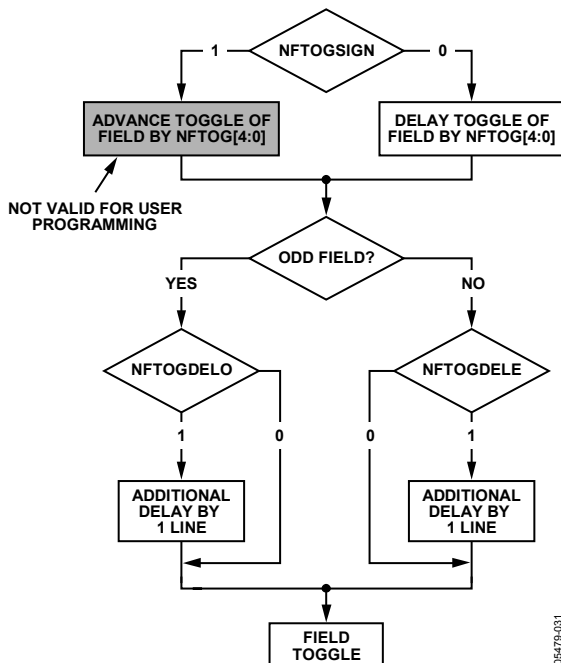 NFTOGSIGN
1
0
ADVANCE TOGGLE OF
FIELD BY NFTOG[4:0]
DELAY TOGGLE OF
FIELD BY NFTOG[4:0]
NOT VALID FOR USER
PROGRAMMING
ODD FIELD?
YES
NO
NFTOGDELO
NFTOGDELE
1
0
0
1
ADDITIONAL
DELAY BY
1 LINE
ADDITIONAL
DELAY BY
1 LINE
FIELD
TOGGLE
05479-031